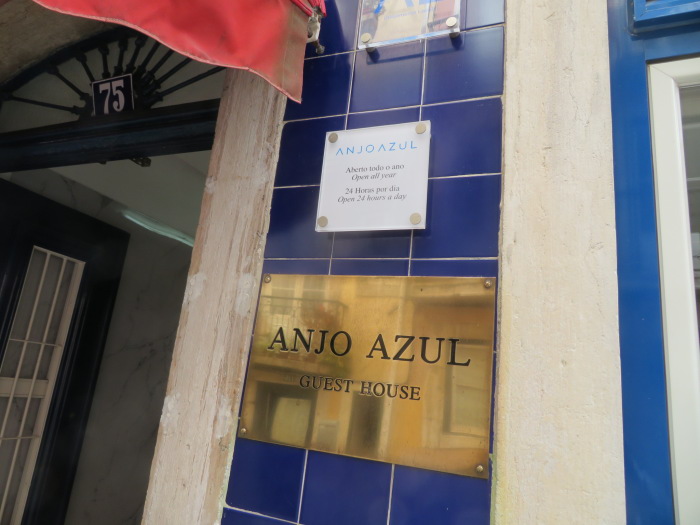 75
ANJO AZUL
Aberto todo o ano
Open all year
24 Horas por dia
Open 24 hours a day
ANJO AZUL
GUEST HOUSE